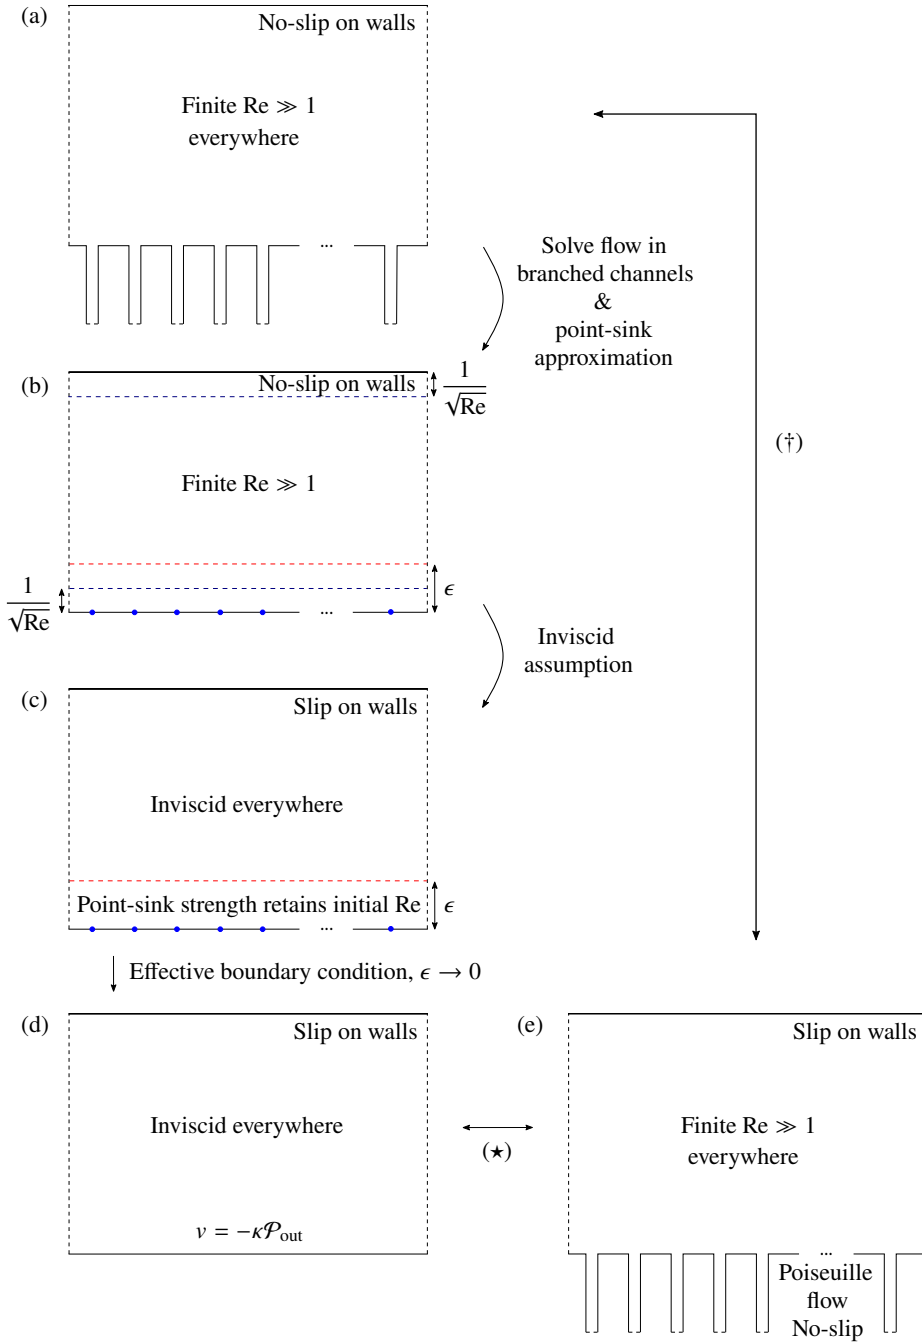 (a)
No-slip on walls
Finite Re ≫ 1
everywhere
...
Solve flow in
branched channels
&
point-sink
approximation
(†)
(b)
No-slip on walls
1
√Re
Finite Re ≫ 1
ϵ
1
√Re
...
Inviscid
assumption
(c)
Slip on walls
Inviscid everywhere
Point-sink strength retains initial Re
ϵ
...
Effective boundary condition, ϵ → 0
(d)
Slip on walls
Inviscid everywhere
v = −κ𝒫out
(⋆)
(e)
Slip on walls
Finite Re ≫ 1
everywhere
...
Poiseuille
flow
No-slip